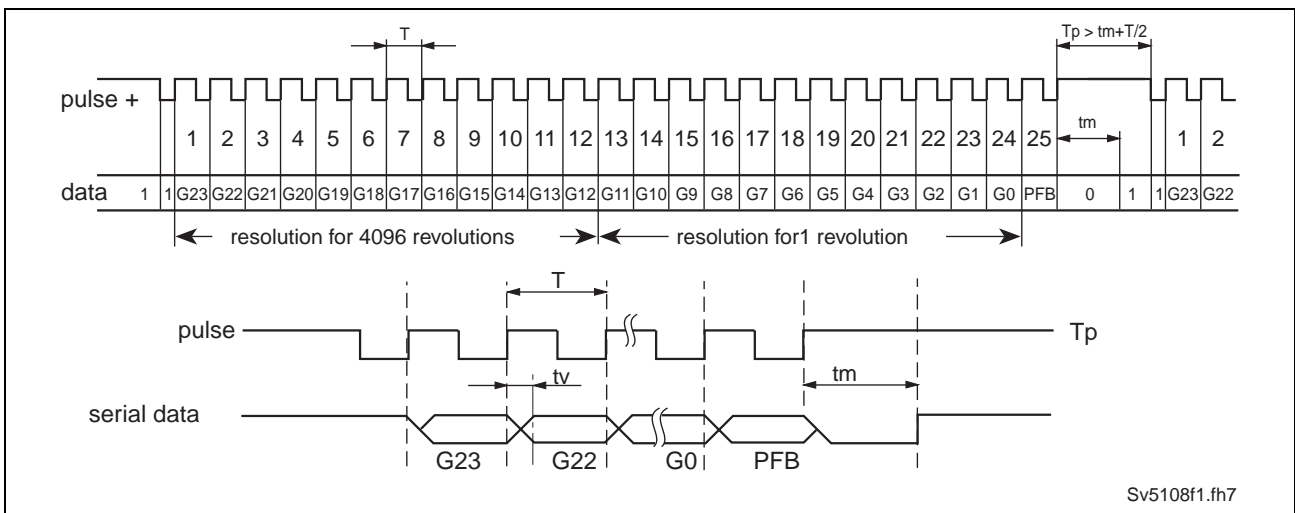 T
Tp > tm+T/2
pulse +
1 2 3 4 5 6 7 8 9 10 11 12 13 14 15 16 17 18 19 20 21 22 23 24 25 tm 1 2
data 1 1 G23 G22 G21 G20 G19 G18 G17 G16 G15 G14 G13 G12 G11 G10 G9 G8 G7 G6 G5 G4 G3 G2 G1 G0 PFB 0 1 1 G23 G22
resolution for 4096 revolutions resolution for1 revolution
T
pulse Tp
tv tm
serial data
G23 G22 G0 PFB
Sv5108f1.fh7